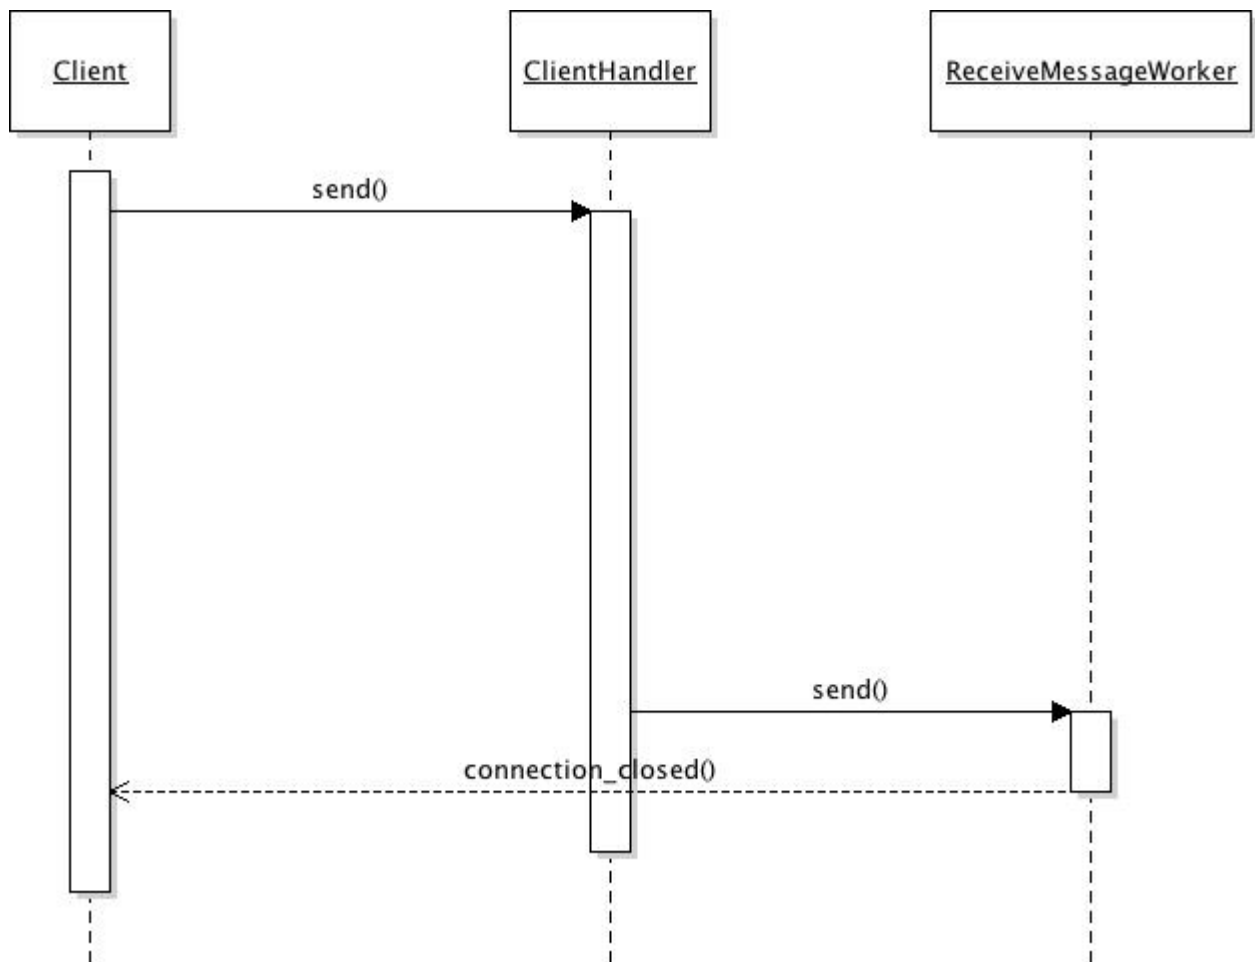 Client
ClientHandler
ReceiveMessageWorker
send()
send()
connection_closed()